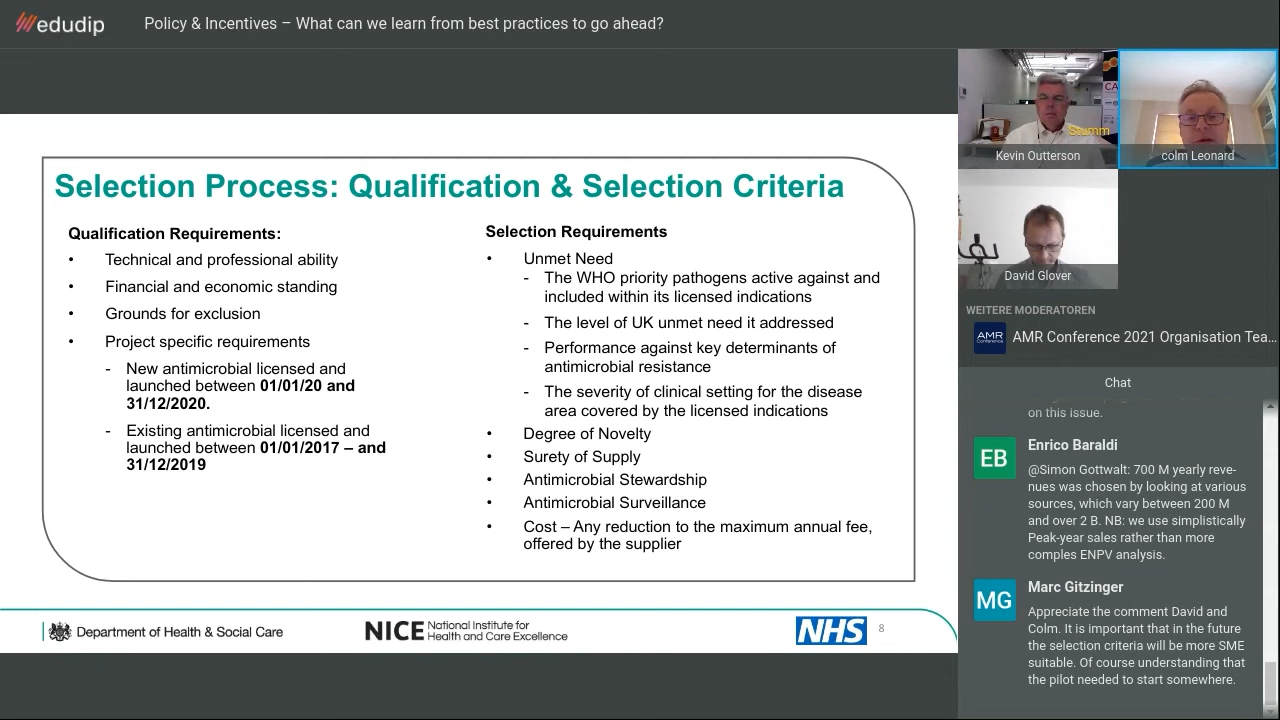 edudip
Policy & Incentives – What can we learn from best practices to go ahead?
Selection Process: Qualification & Selection Criteria
Qualification Requirements:
• Technical and professional ability
• Financial and economic standing
• Grounds for exclusion
• Project specific requirements
- New antimicrobial licensed and
launched between 01/01/20 and
31/12/2020.
- Existing antimicrobial licensed and
launched between 01/01/2017 – and
31/12/2019
Selection Requirements
• Unmet Need
- The WHO priority pathogens active against and
included within its licensed indications
- The level of UK unmet need it addressed
- Performance against key determinants of
antimicrobial resistance
- The severity of clinical setting for the disease
area covered by the licensed indications
• Degree of Novelty
• Surety of Supply
• Antimicrobial Stewardship
• Antimicrobial Surveillance
• Cost – Any reduction to the maximum annual fee,
offered by the supplier
Department of Health & Social Care
NICE National Institute for
Health and Care Excellence
NHS
8
CA
Stumm
Kevin Outterson
colm Leonard
David Glover
WEITERE MODERATOREN
AMR Conference
AMR Conference 2021 Organisation Tea…
Chat
on this issue.
EB
Enrico Baraldi
@Simon Gottwalt: 700 M yearly reve-
nues was chosen by looking at various
sources, which vary between 200 M
and over 2 B. NB: we use simplistically
Peak-year sales rather than more
comples ENPV analysis.
MG
Marc Gitzinger
Appreciate the comment David and
Colm. It is important that in the future
the selection criteria will be more SME
suitable. Of course understanding that
the pilot needed to start somewhere.